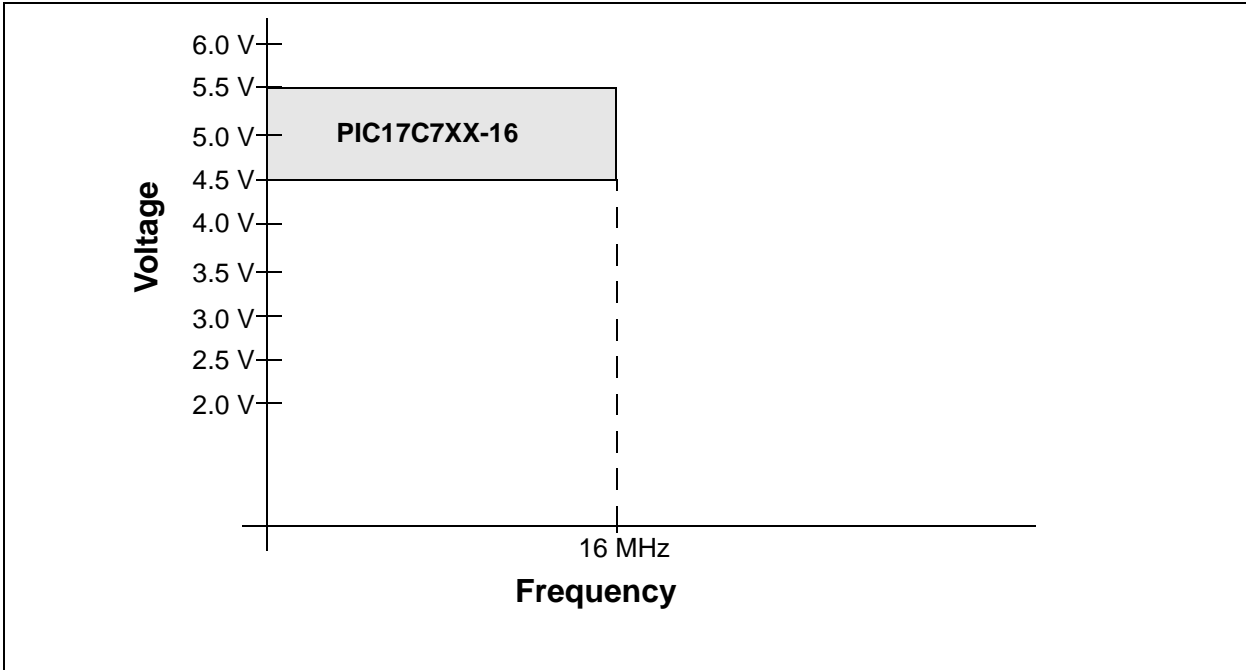 6.0 V
5.5 V
5.0 V
PIC17C7XX-16
4.5 V
4.0 V
Voltage
3.5 V
3.0 V
2.5 V
2.0 V
16 MHz
Frequency